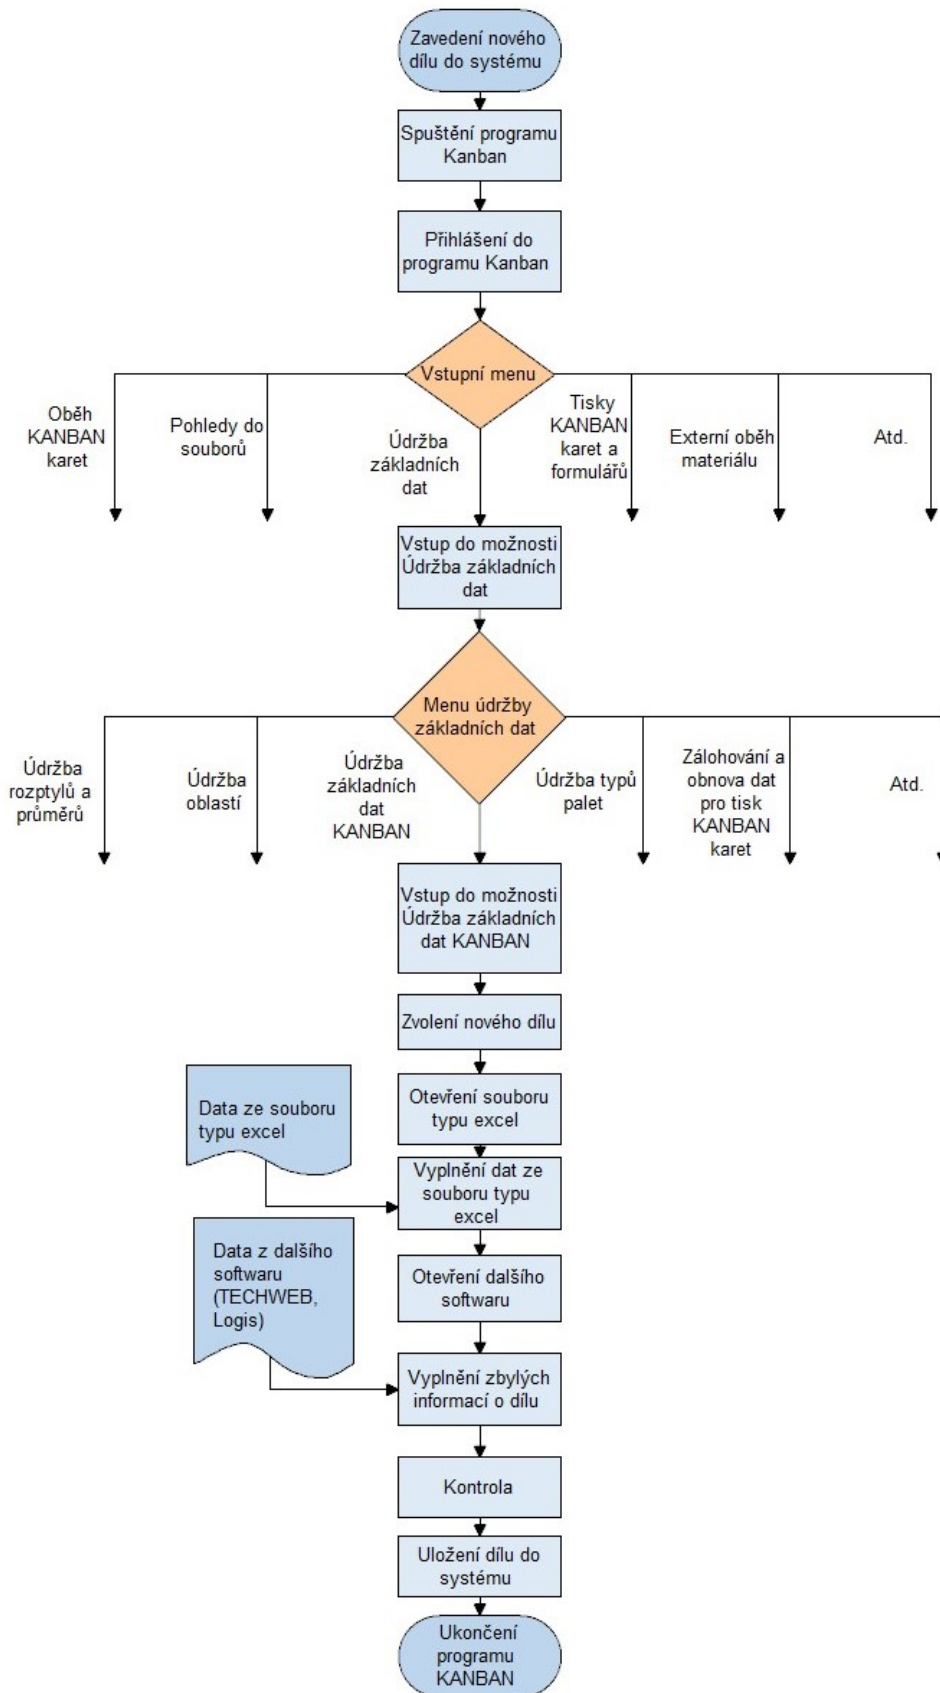 Zavedení nového
dílu do systému
Spuštění programu
Kanban
Přihlášení do
programu Kanban
Vstupní menu
Oběh
KANBAN
karet
Pohledy do
souborů
Údržba
základních
dat
Tisky
KANBAN
karet a
formulářů
Externí oběh
materiálu
Atd.
Vstup do možnosti
Údržba základních
dat
Menu údržby
základních dat
Údržba
rozptylů a
průměrů
Údržba
oblastí
Údržba
základních
dat
KANBAN
Údržba typů
palet
Zálohování a
obnova dat
pro tisk
KANBAN
karet
Atd.
Vstup do možnosti
Údržba základních
dat KANBAN
Zvolení nového dílu
Otevření souboru
typu excel
Data ze souboru
typu excel
Vyplnění dat ze
souboru typu
excel
Data z dalšího
softwaru
(TECHWEB,
Logis)
Otevření dalšího
softwaru
Vyplnění zbylých
informací o dílu
Kontrola
Uložení dílu do
systému
Ukončení
programu
KANBAN